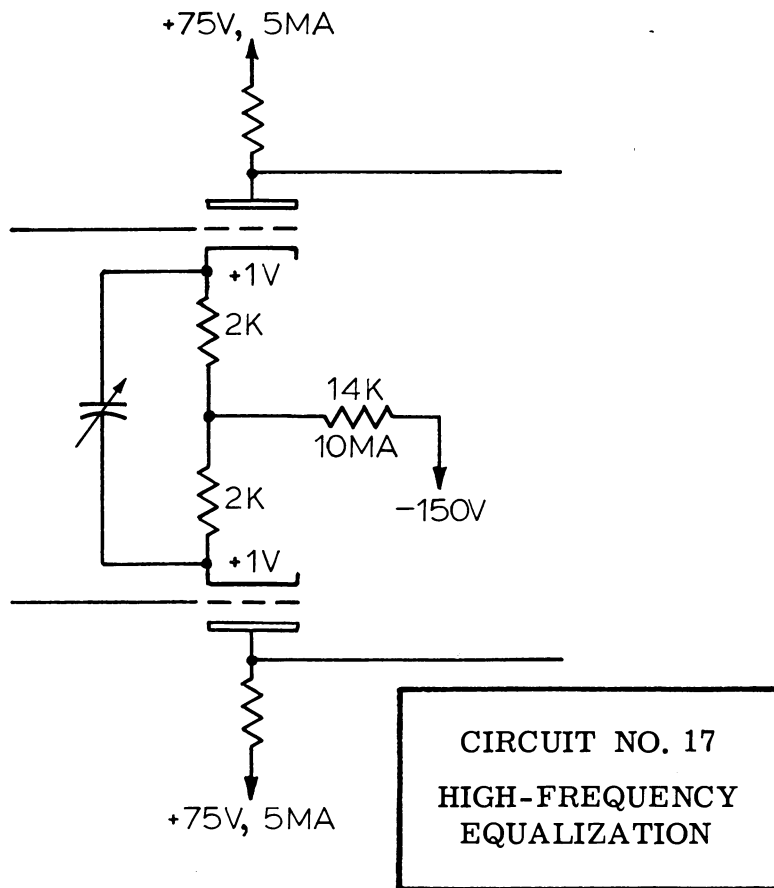 +75V, 5MA
+1V
2K
14K
10MA
-150V
2K
+1V
+75V, 5MA
CIRCUIT NO. 17
HIGH-FREQUENCY
EQUALIZATION